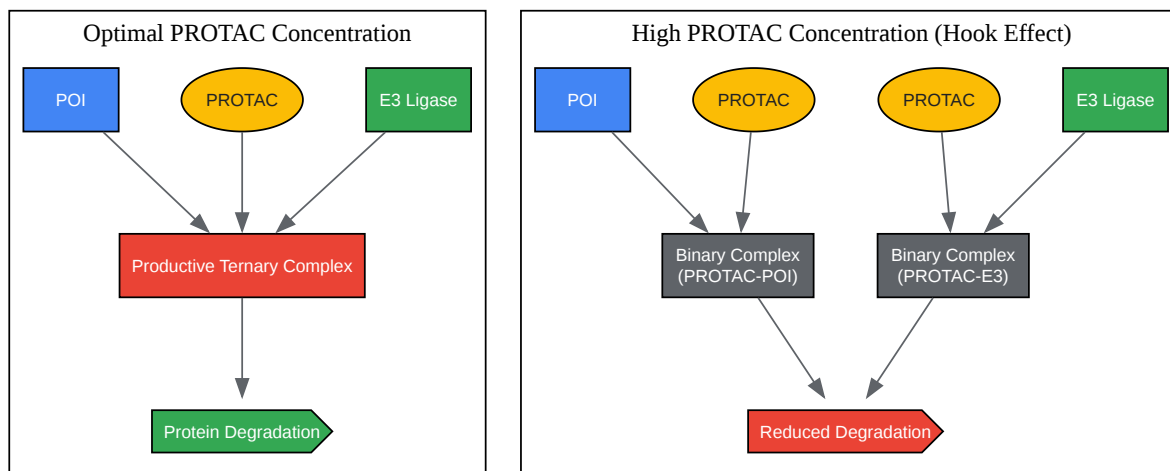 Optimal PROTAC Concentration
POI
PROTAC
E3 Ligase
Productive Ternary Complex
Protein Degradation
High PROTAC Concentration (Hook Effect)
POI
PROTAC
PROTAC
E3 Ligase
Binary Complex
(PROTAC-POI)
Binary Complex
(PROTAC-E3)
Reduced Degradation